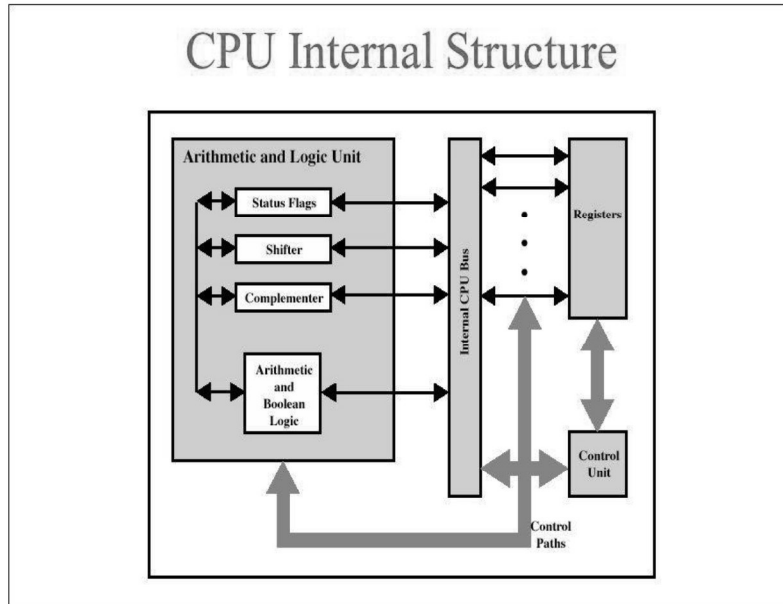 CPU Internal Structure
Arithmetic and Logic Unit
Status Flags
Shifter
Complementer
Arithmetic
and
Boolean
Logic
Internal CPU Bus
Registers
Control
Unit
Control
Paths